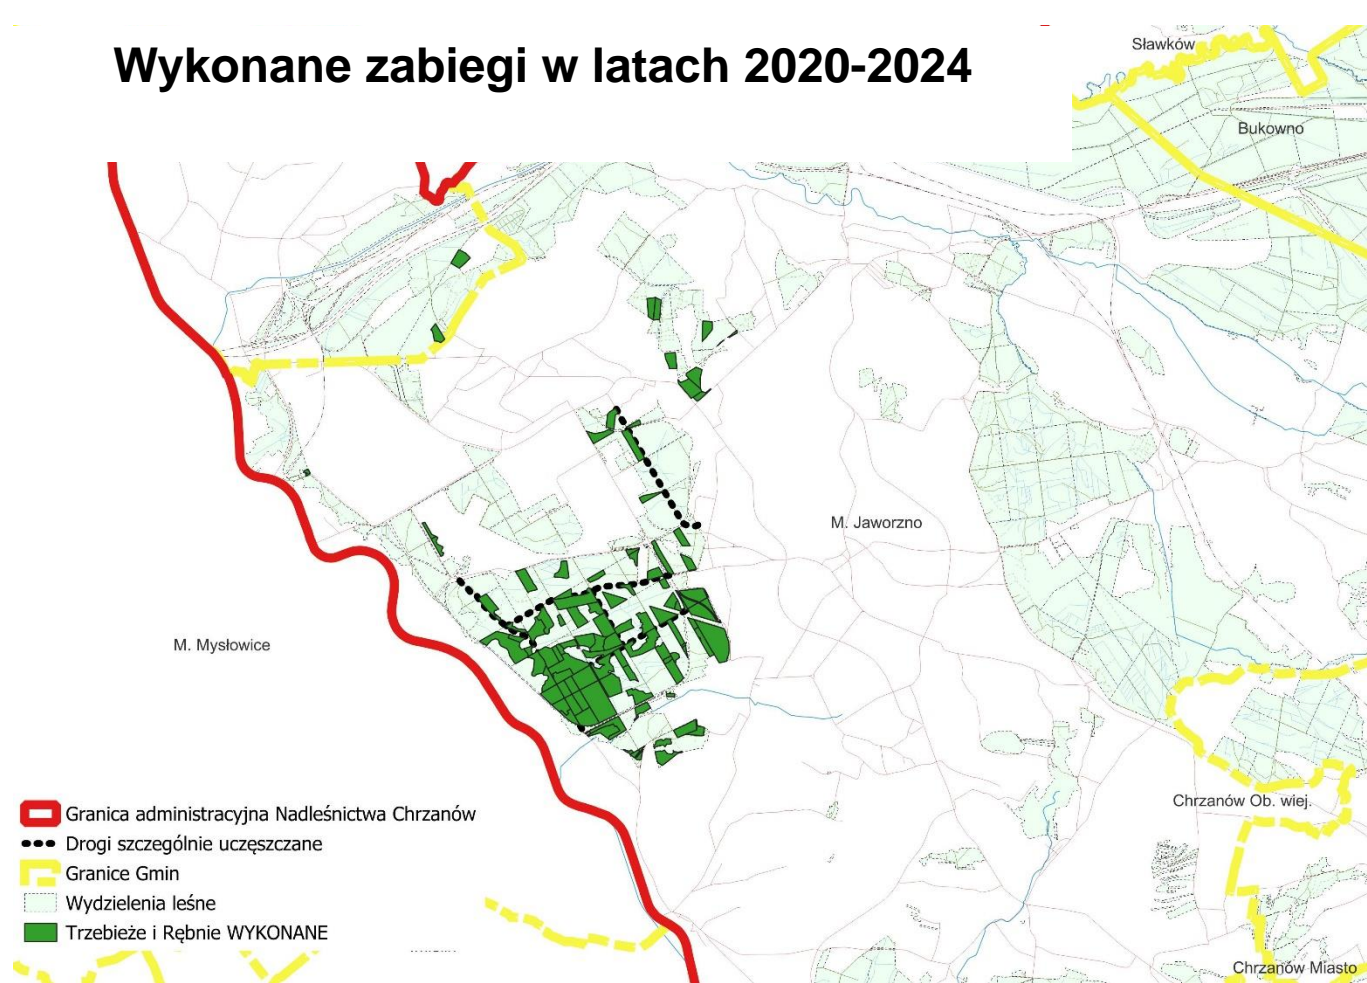 Wykonane zabiegi w latach 2020-2024
Sławków
Bukowno
M. Jaworzno
M. Mysłowice
Chrzanów Ob. wiej.
Chrzanów Miasto
Granica administracyjna Nadleśnictwa Chrzanów
Drogi szczególnie uczęszczane
Granice Gmin
Wydzielenia leśne
Trzebieże i Rębnie WYKONANE